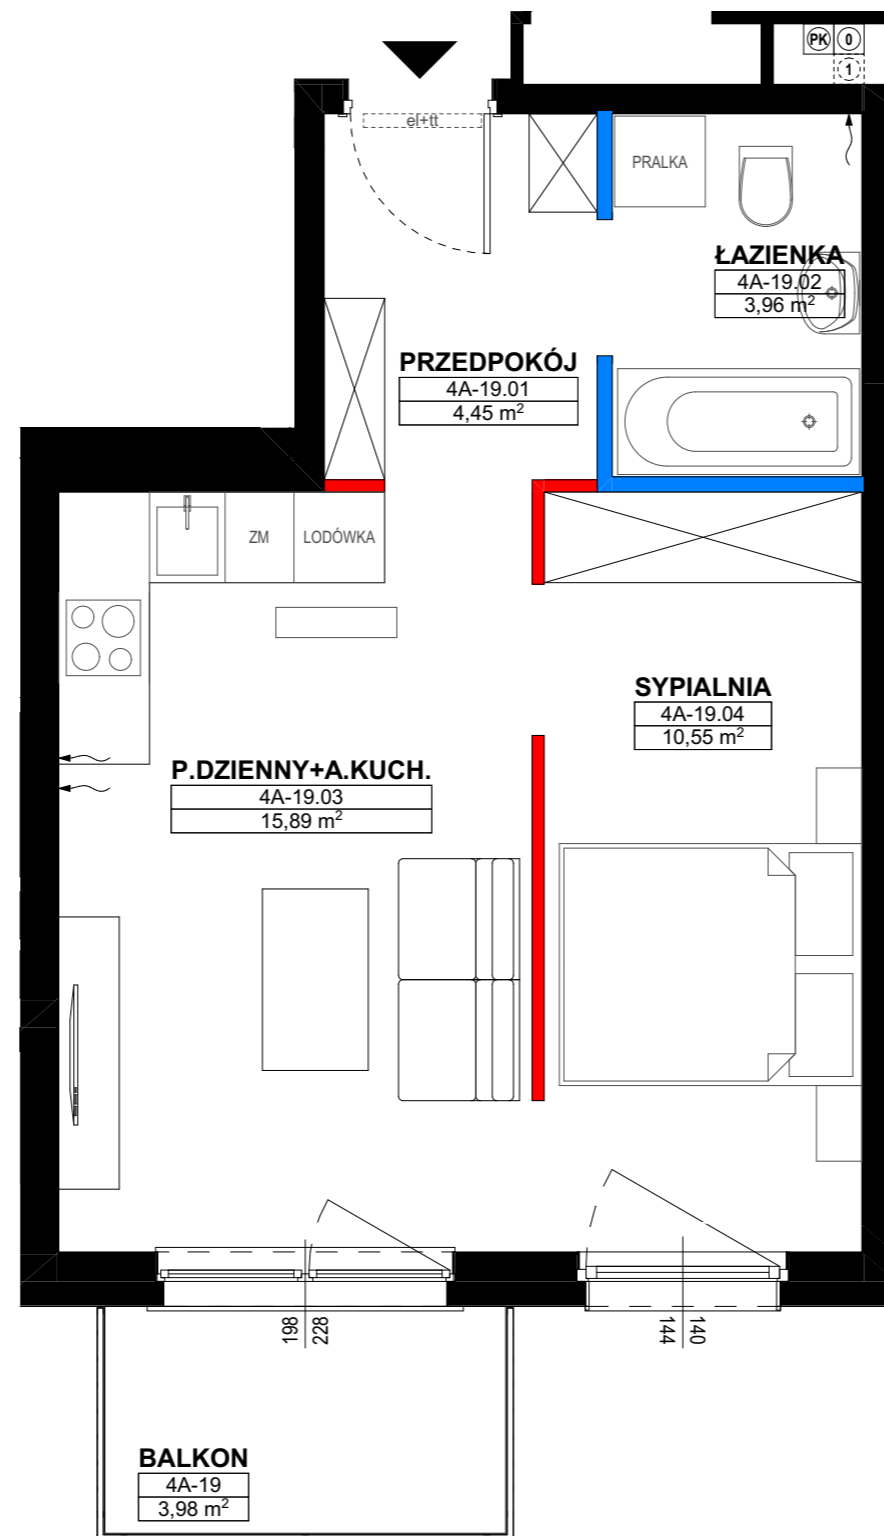 PK 0
1
el+tt
PRALKA
ŁAZIENKA
4A-19.02
3,96 m²
PRZEDPOKÓJ
4A-19.01
4,45 m²
ZM
LODÓWKA
SYPIALNIA
4A-19.04
10,55 m²
P.DZIENNY+A.KUCH.
4A-19.03
15,89 m²
198
228
144
140
BALKON
4A-19
3,98 m²